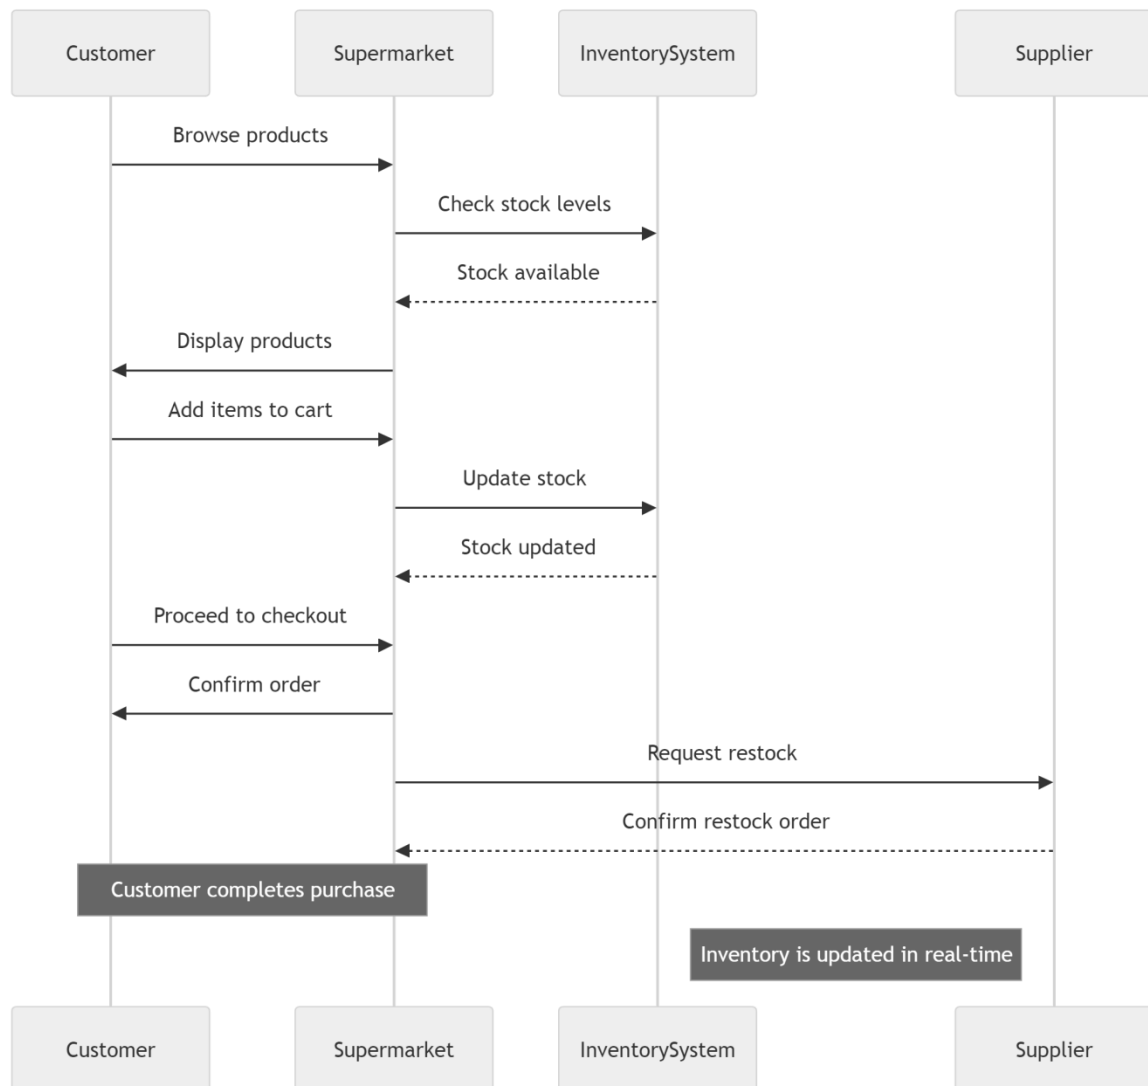 Customer
Supermarket
InventorySystem
Supplier
Browse products
Check stock levels
Stock available
Display products
Add items to cart
Update stock
Stock updated
Proceed to checkout
Confirm order
Request restock
Confirm restock order
Customer completes purchase
Inventory is updated in real-time
Customer
Supermarket
InventorySystem
Supplier